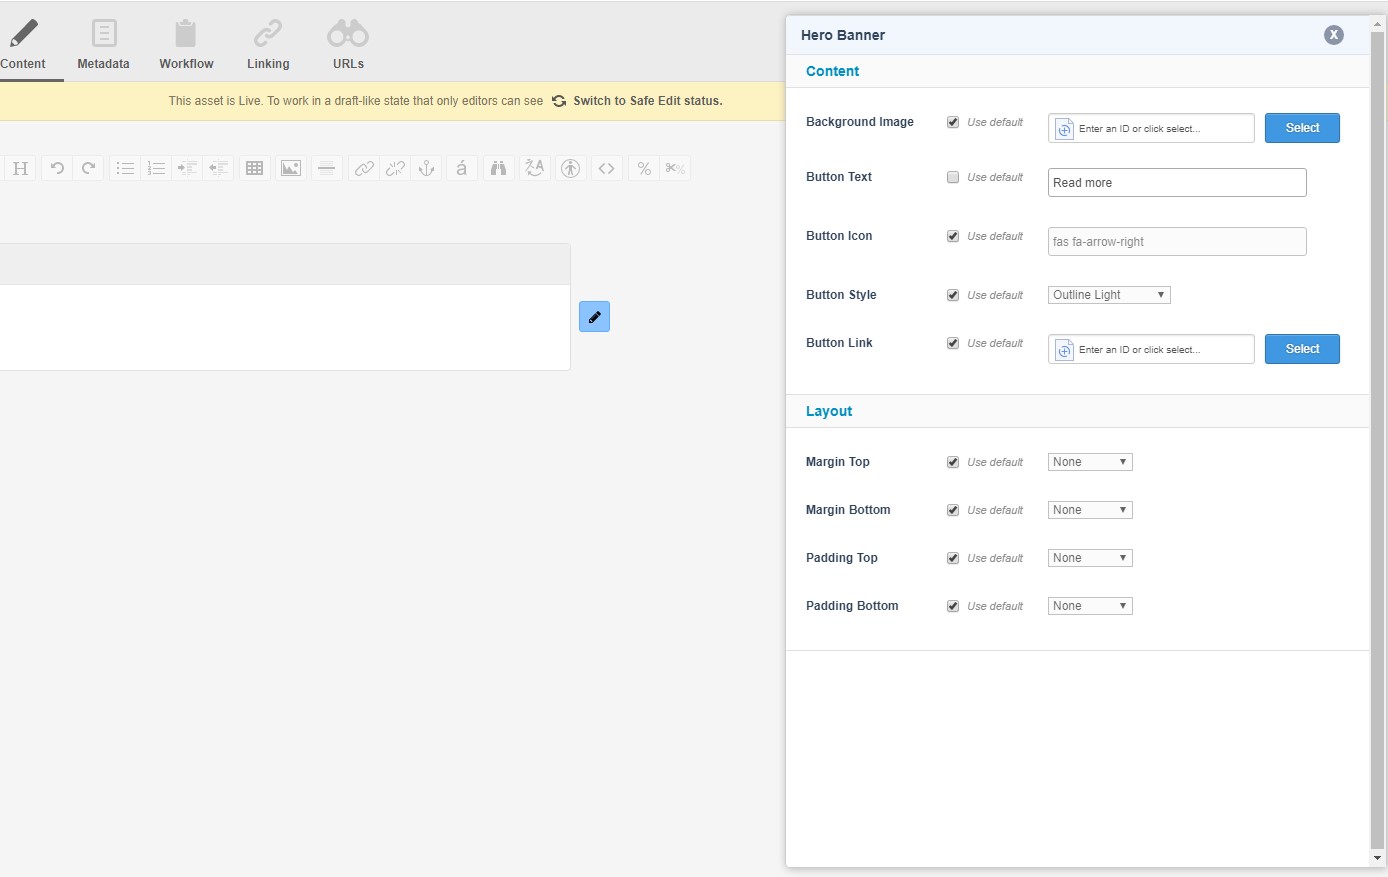 Content
Metadata
Workflow
Linking
URLs
This asset is Live. To work in a draft-like state that only editors can see Switch to Safe Edit status.
H
á
%
%
Hero Banner
X
Content
Background Image Use default Enter an ID or click select... Select
Button Text Use default Read more
Button Icon Use default fas fa-arrow-right
Button Style Use default Outline Light
Button Link Use default Enter an ID or click select... Select
Layout
Margin Top Use default None
Margin Bottom Use default None
Padding Top Use default None
Padding Bottom Use default None